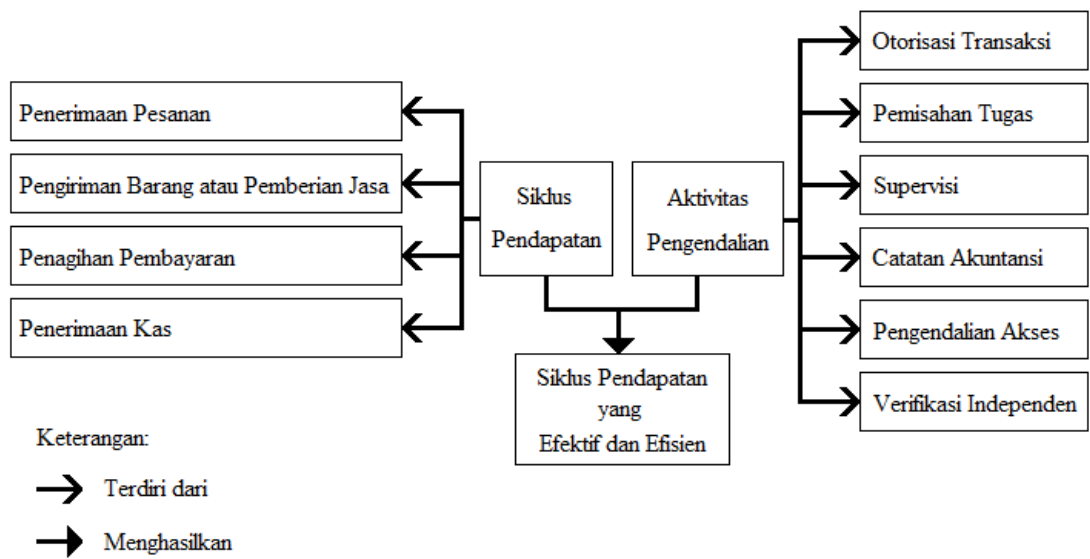 Penerimaan Pesanan
Pengiriman Barang atau Pemberian Jasa
Penagihan Pembayaran
Penerimaan Kas
Siklus
Pendapatan
Aktivitas
Pengendalian
Otorisasi Transaksi
Pemisahan Tugas
Supervisi
Catatan Akuntansi
Pengendalian Akses
Verifikasi Independen
Siklus Pendapatan
yang
Efektif dan Efisien
Keterangan:
Terdiri dari
Menghasilkan